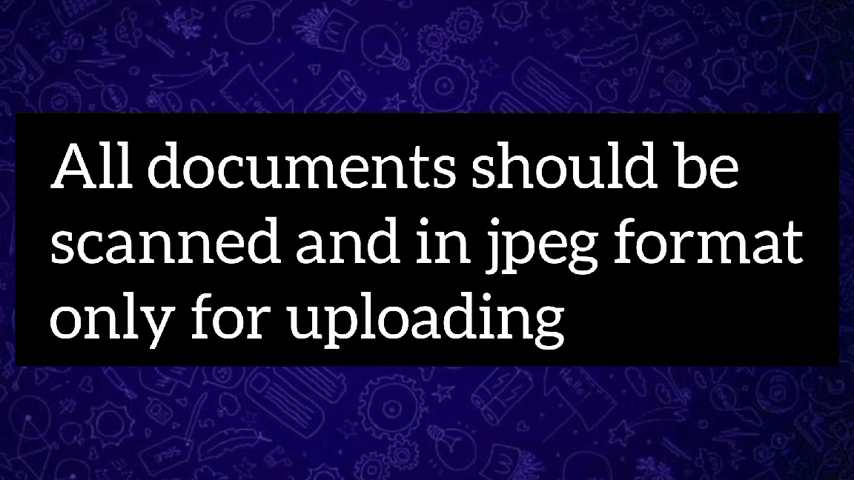 All documents should be
scanned and in jpeg format
only for uploading